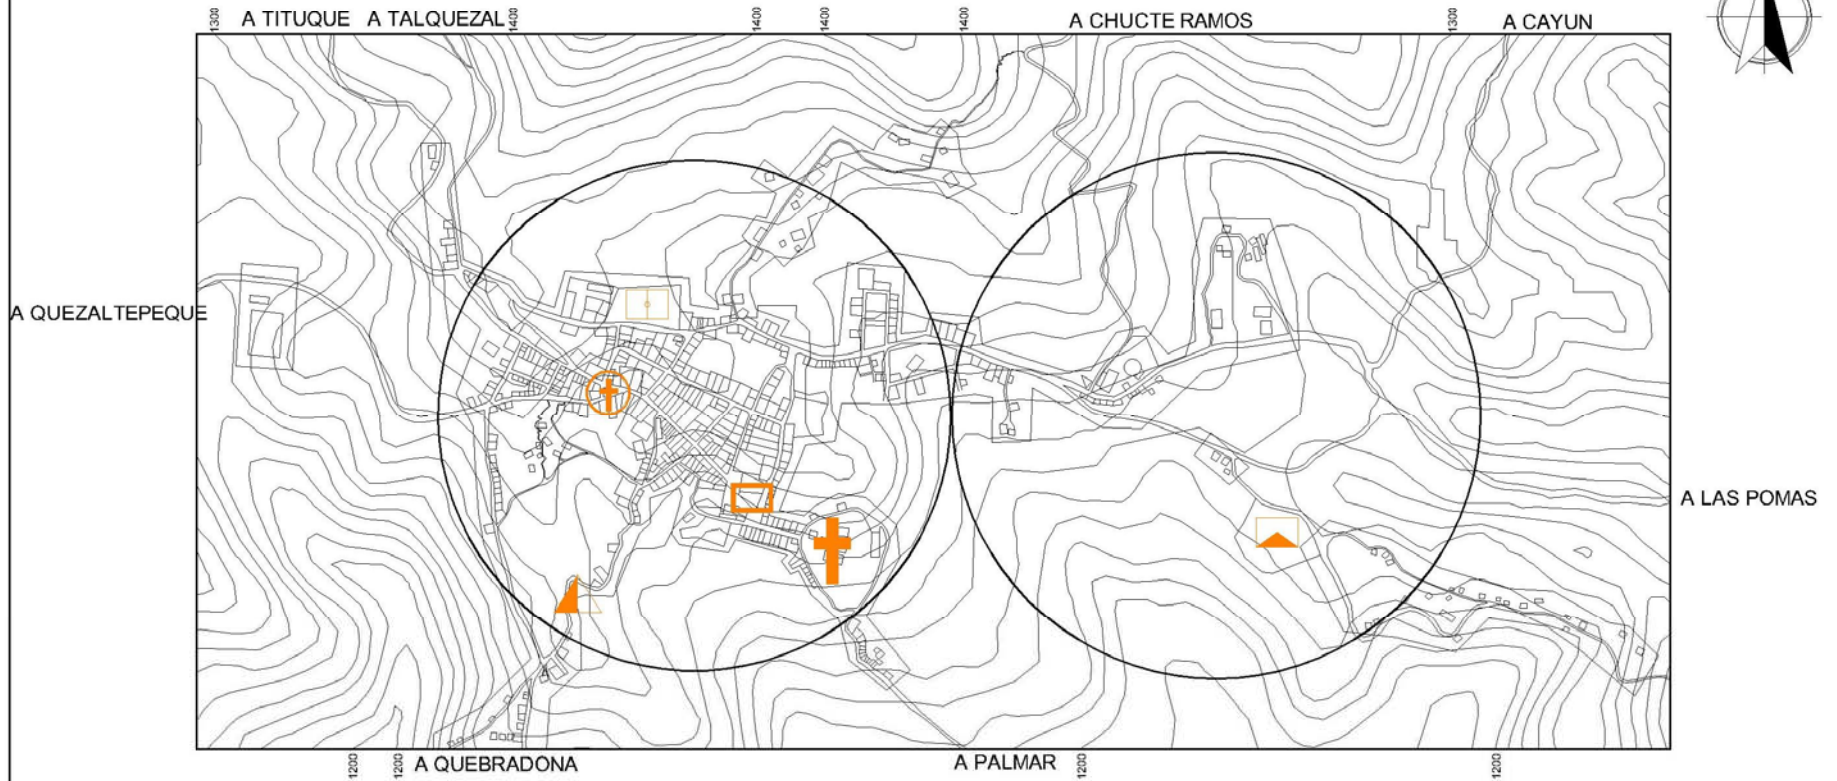 1300 A TITUQUE A TALQUEZAL 1400 1400 1400 1400 A CHUCTE RAMOS 1300 A CAYUN
A QUEZALTEPEQUE
A LAS POMAS
1200 1200 A QUEBRADONA A PALMAR 1200 1200